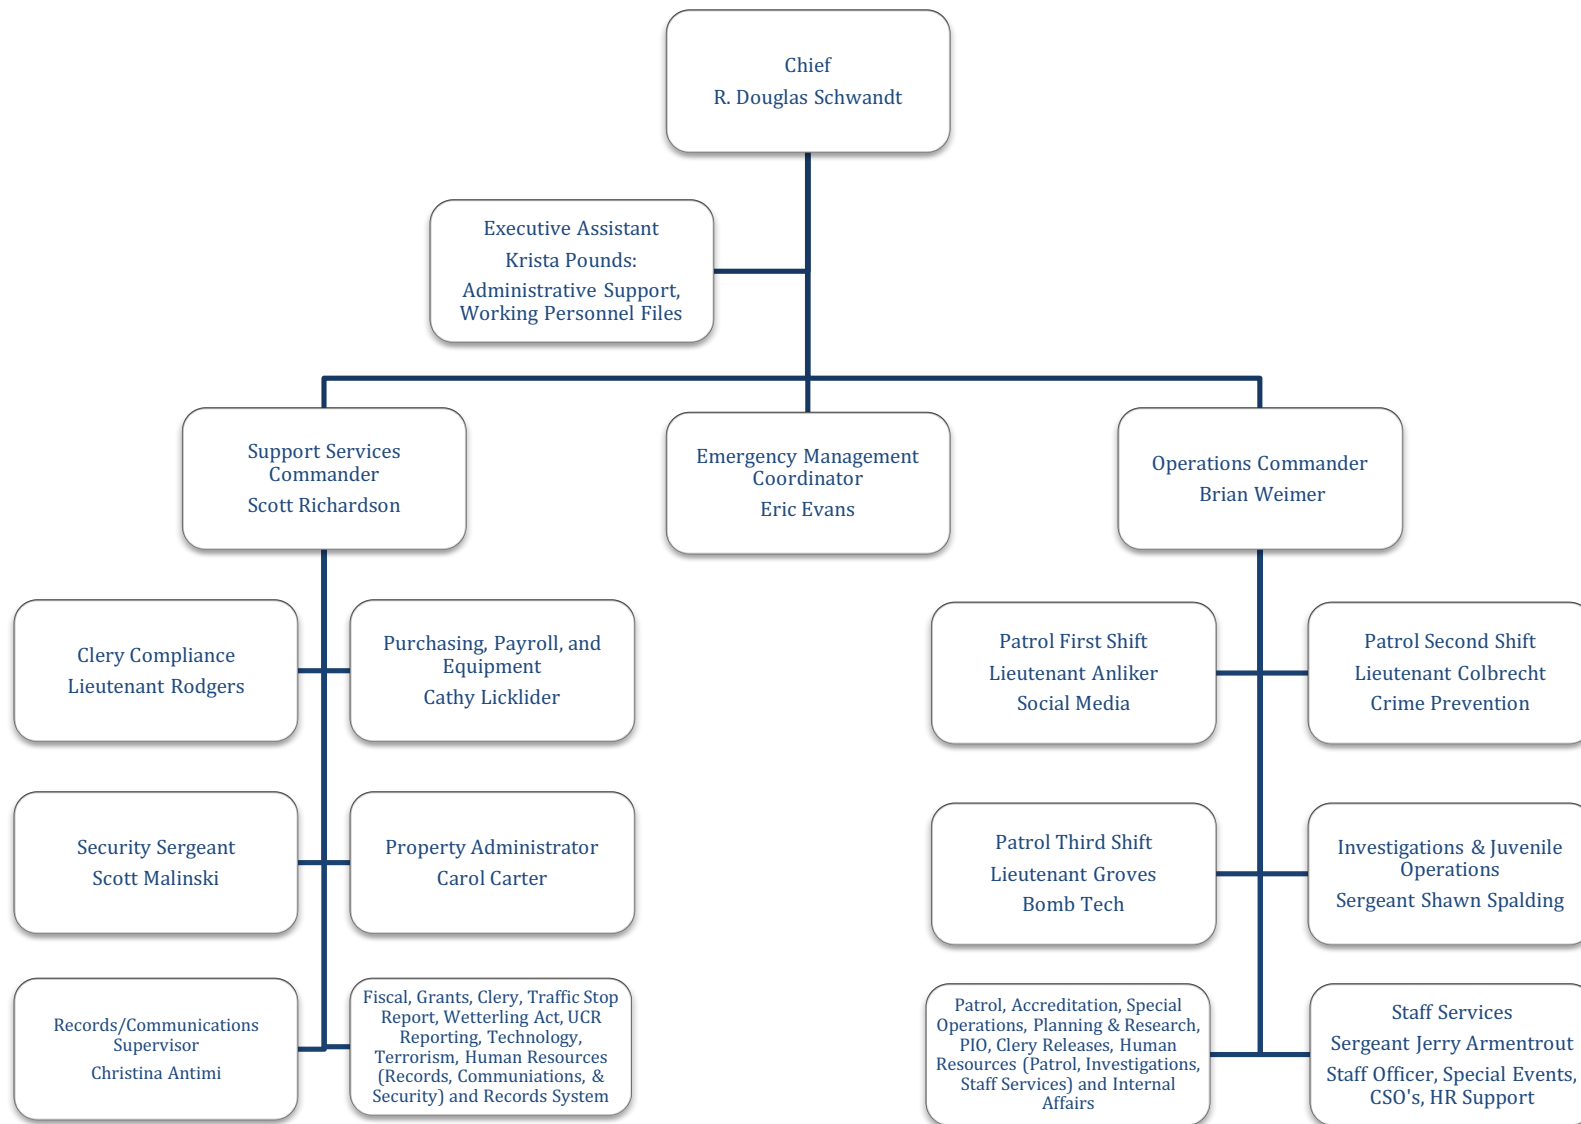 Chief
R. Douglas Schwandt
Executive Assistant
Krista Pounds:
Administrative Support,
Working Personnel Files
Support Services
Commander
Scott Richardson
Emergency Management
Coordinator
Eric Evans
Operations Commander
Brian Weimer
Clery Compliance
Lieutenant Rodgers
Purchasing, Payroll, and
Equipment
Cathy Licklider
Patrol First Shift
Lieutenant Anliker
Social Media
Patrol Second Shift
Lieutenant Colbrecht
Crime Prevention
Security Sergeant
Scott Malinski
Property Administrator
Carol Carter
Patrol Third Shift
Lieutenant Groves
Bomb Tech
Investigations & Juvenile
Operations
Sergeant Shawn Spalding
Records/Communications
Supervisor
Christina Antimi
Fiscal, Grants, Clery, Traffic Stop
Report, Wetterling Act, UCR
Reporting, Technology,
Terrorism, Human Resources
(Records, Communiations, &
Security) and Records System
Patrol, Accreditation, Special
Operations, Planning & Research,
PIO, Clery Releases, Human
Resources (Patrol, Investigations,
Staff Services) and Internal
Affairs
Staff Services
Sergeant Jerry Armentrout
Staff Officer, Special Events,
CSO's, HR Support